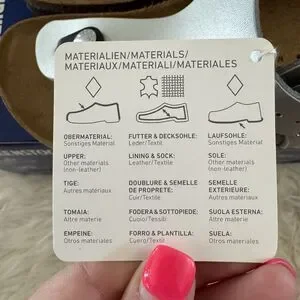 MATERIALIEN/MATERIALS/
MATERIAUX/MATERIALI/MATERIALES
OBERMATERIAL:
Sonstiges Material
FUTTER & DECKSOHLE:
Leder/Textil
LAUFSOHLE:
Sonstiges Material
UPPER:
Other materials
(non-leather)
LINING & SOCK:
Leather/Textile
SOLE:
Other materials
(non-leather)
TIGE:
Autres matériaux
DOUBLURE & SEMELLE
DE PROPRETE:
Cuir/Textile
SEMELLE
EXTERIEURE:
Autres matériaux
TOMAIA:
Altre materie
FODERA & SOTTOPIEDE:
Cuoio/Tessili
SUOLA ESTERNA:
Altre materie
EMPEINE:
Otros materiales
FORRO & PLANTILLA:
Cuero/Textil
SUELA:
Otros materiales